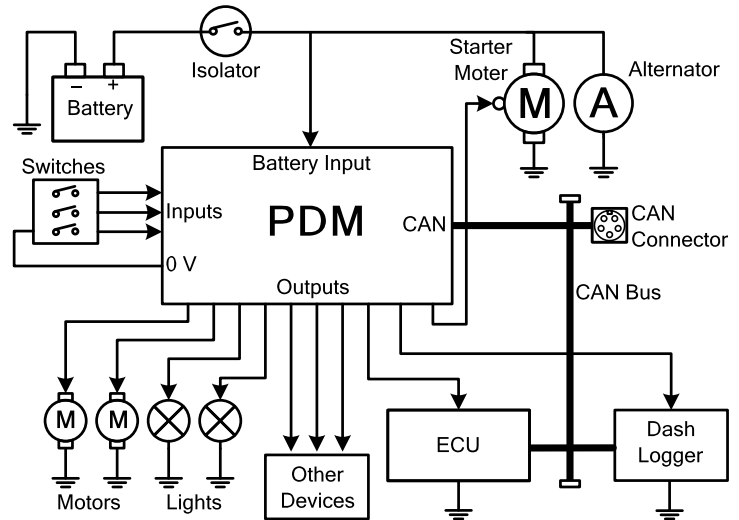 Isolator
Starter
Moter
Alternator
− +
Battery
M
A
Switches
Battery Input
Inputs
PDM
CAN
CAN
Connector
0 V
Outputs
CAN Bus
M
M
ECU
Dash
Logger
Other
Devices
Motors
Lights